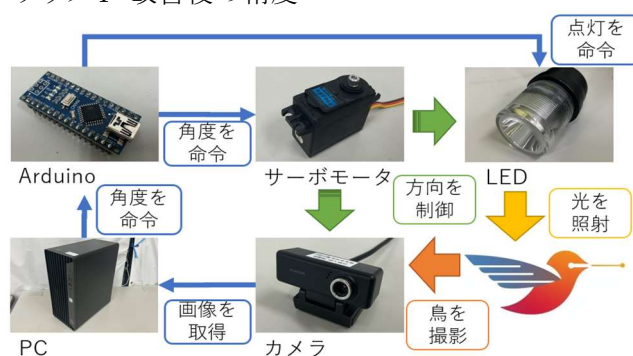 点灯を
命令
角度を
命令
Arduino
サーボモータ
LED
角度を
命令
方向を
制御
光を
照射
画像を
取得
鳥を
撮影
PC
カメラ